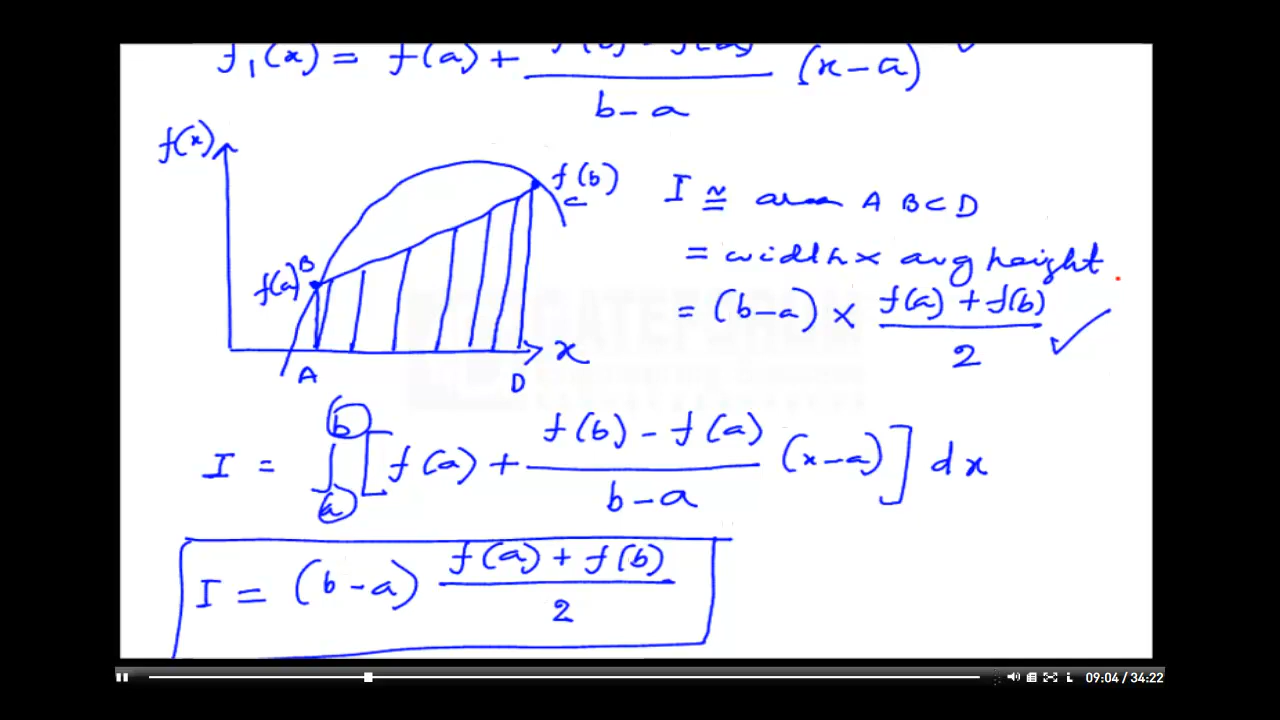 f₁(x) = f(a) + (f(b) - f(a))/(b - a) (x - a)
f(x)
f(b)
C
B
f(a)
A
D
x
I ≅ area A B C D
= width × avg height
= (b-a) × (f(a) + f(b))/2 ✓
I = ∫ₐᵇ [f(a) + (f(b) - f(a))/(b - a) (x-a)] dx
I = (b-a) (f(a) + f(b))/2
09:04 / 34:22